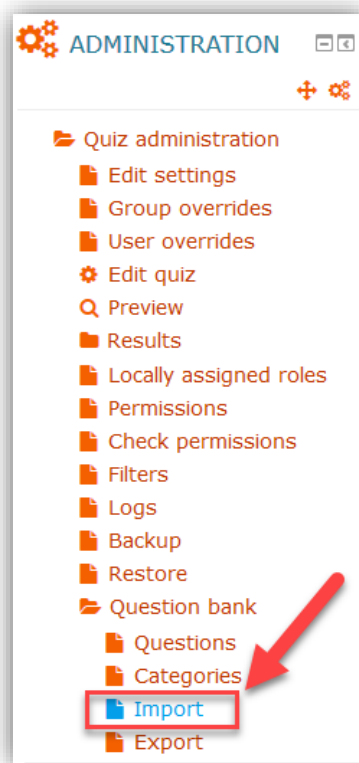 ADMINISTRATION
Quiz administration
Edit settings
Group overrides
User overrides
Edit quiz
Preview
Results
Locally assigned roles
Permissions
Check permissions
Filters
Logs
Backup
Restore
Question bank
Questions
Categories
Import
Export